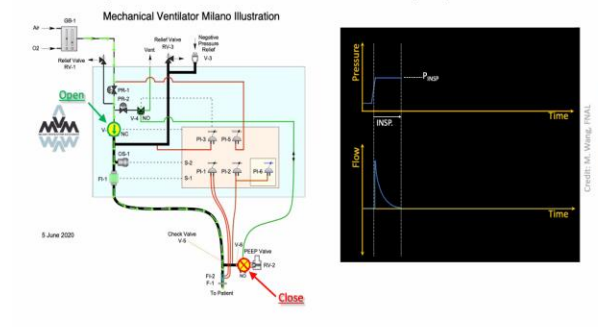 Mechanical Ventilator Milano Illustration
GB-1
Air
O2
Relief Valve
RV-1
Vent
Relief Valve
RV-3
Negative
Pressure
Relief
V-3
PR-1
PR-2
V-4
NO
Open
NC
MVM
OS-1
FI-1
PI-3
PI-5
S-2
S-1
PI-1
PI-2
PI-6
5 June 2020
Check Valve
V-5
V-6
PEEP Valve
RV-2
NO
FI-2
F-1
To Patient
Close
Pressure
PINSP
INSP.
Time
Flow
Time
Credit: M. Wang, FNAL